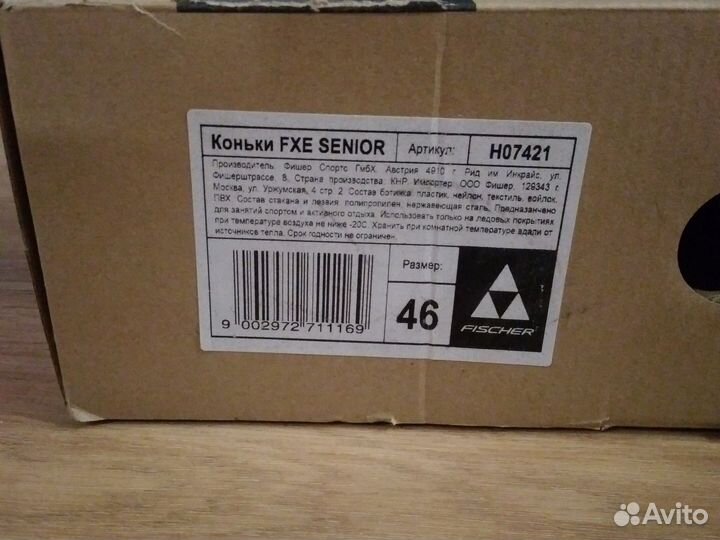 Коньки FXE SENIOR
Артикул:
H07421
Производитель: Фишер Спортс ГмбХ, Австрия 4910 г. Рид им Инкрайс, ул.
Фишерштрассе, 8. Страна производства: КНР. Импортер: ООО Фишер, 129343 г.
Москва, ул. Уржумская, 4 стр. 2. Состав ботинка: пластик, нейлон, текстиль, войлок,
ПВХ. Состав стакана и лезвия: полипропилен, нержавеющая сталь. Предназначено
для занятий спортом и активного отдыха. Использовать только на ледовых покрытиях
при температуре воздуха не ниже -20С. Хранить при комнатной температуре вдали от
источников тепла. Срок годности не ограничен.
Размер:
46
9 002972 711169
FISCHER
Avito